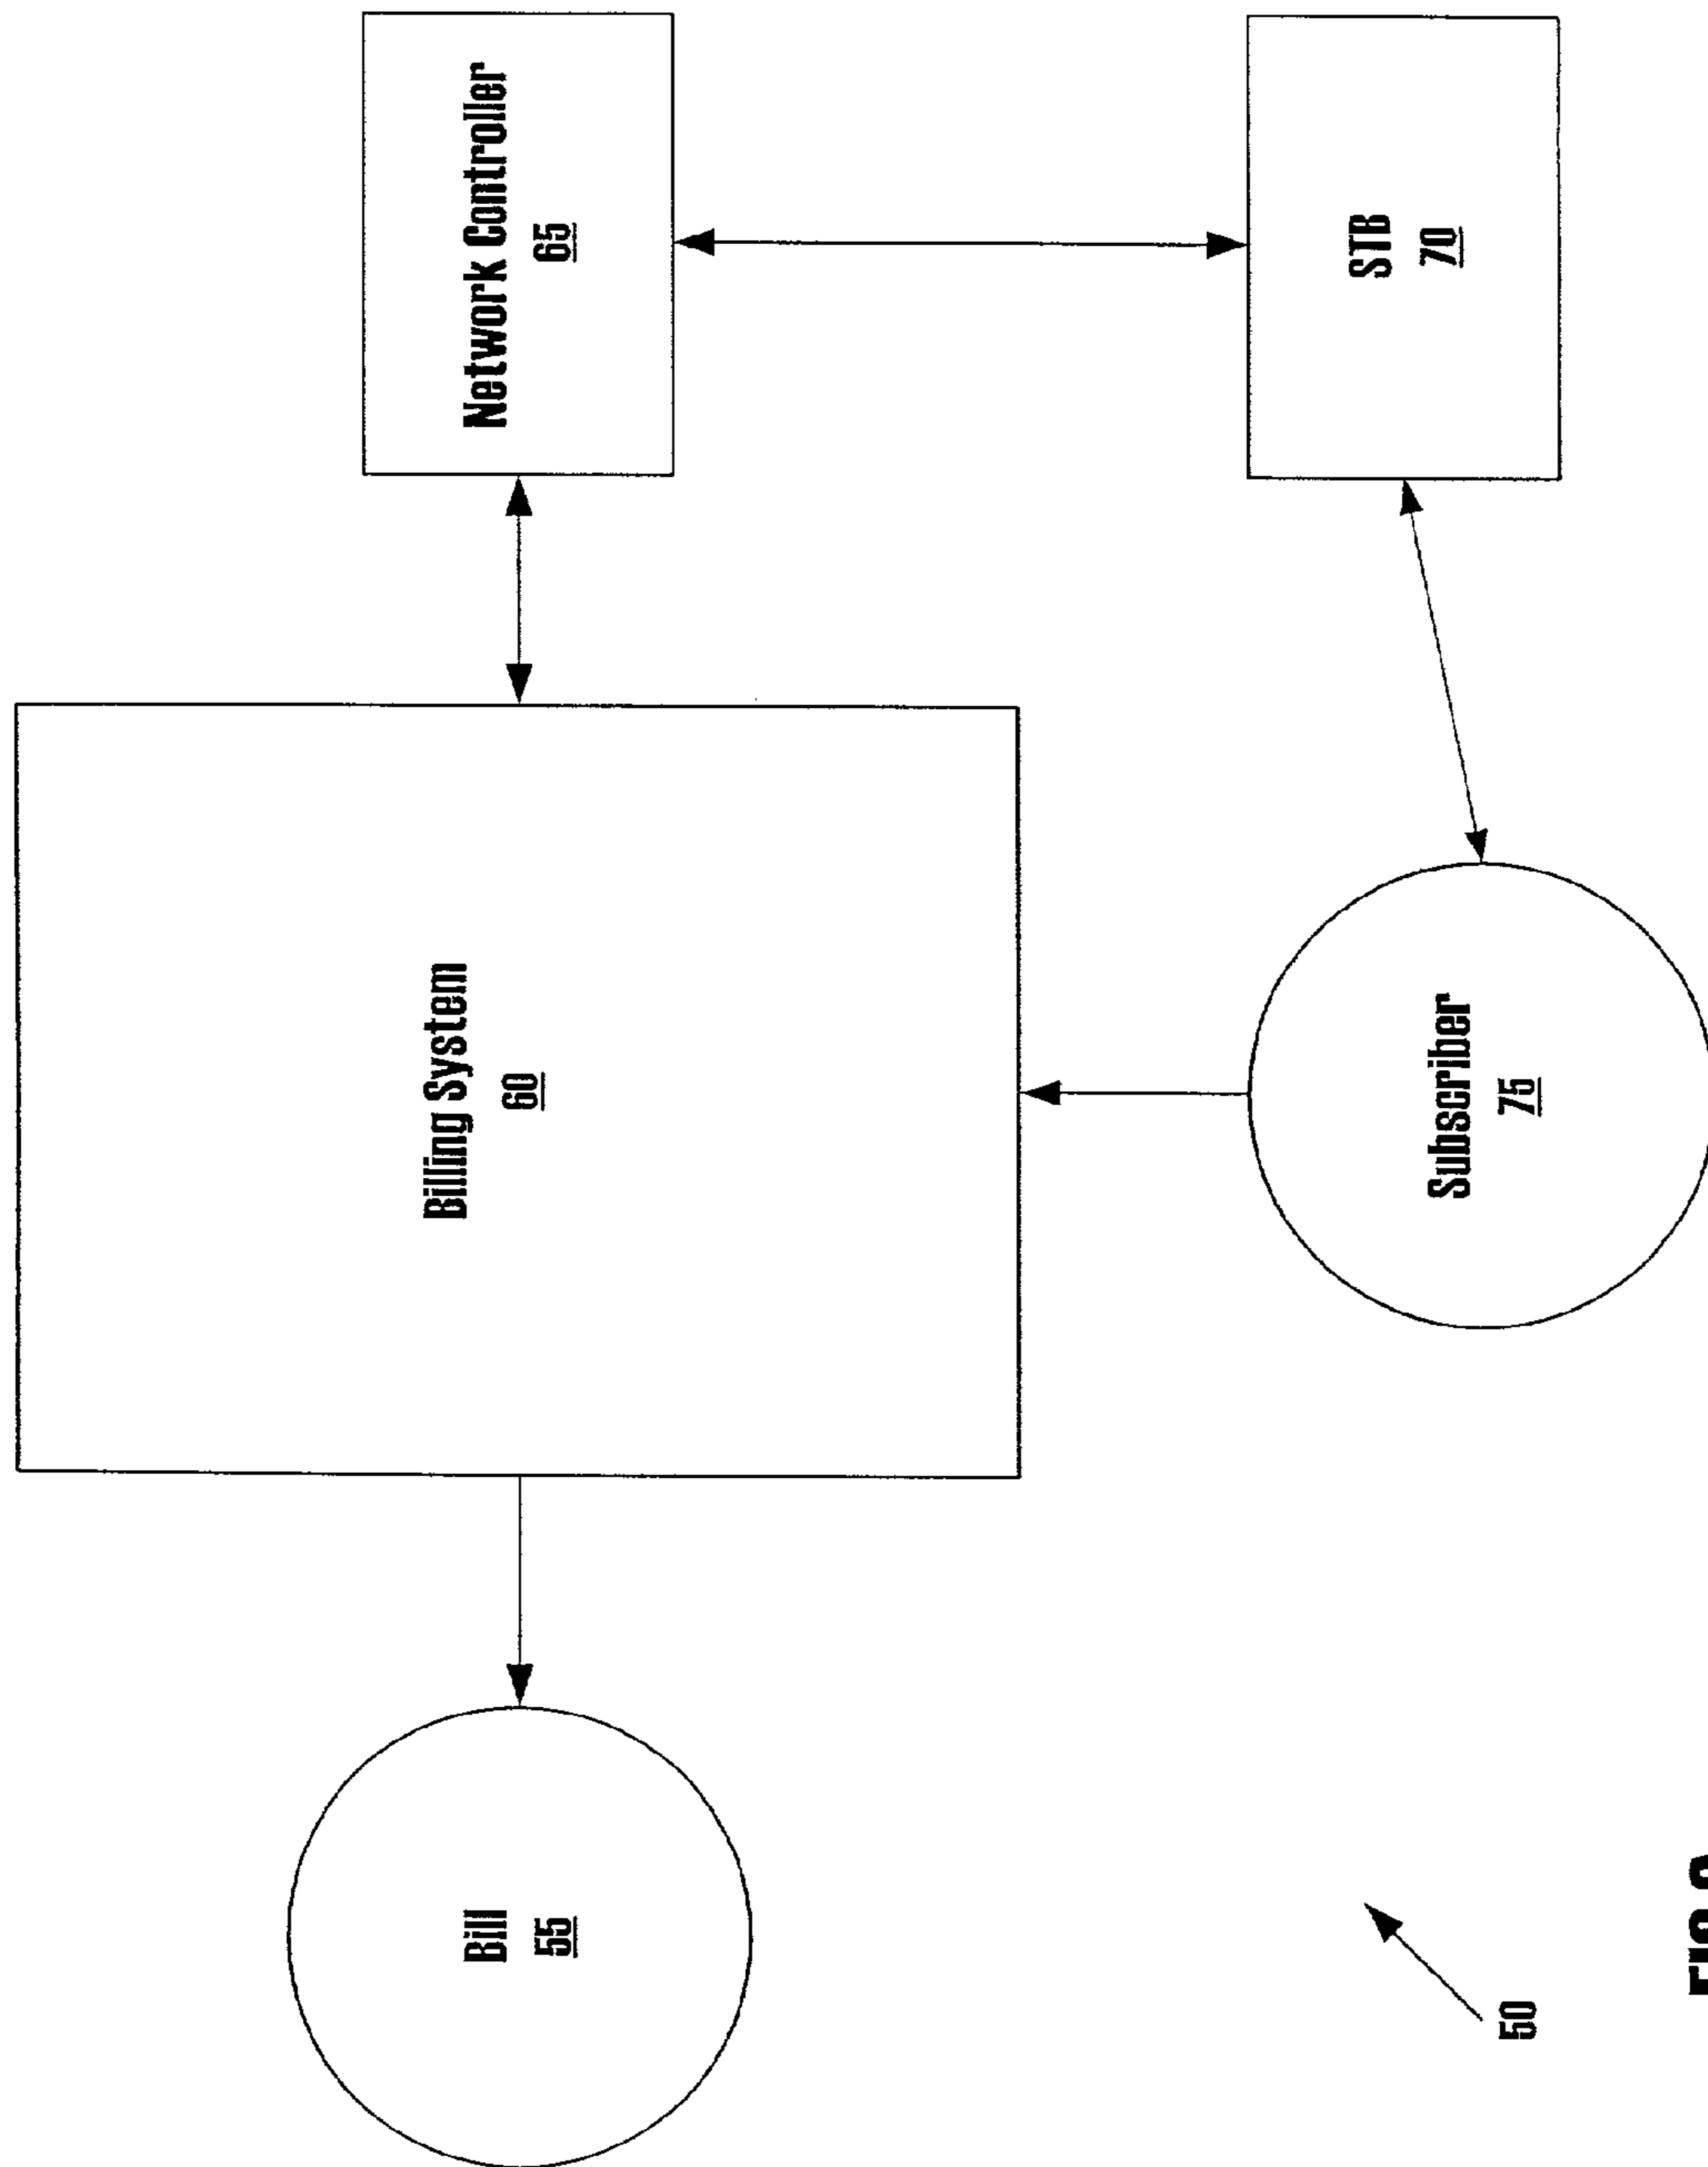 Bill
55
Billing System
60
Network Controller
65
Subscriber
75
STB
70
50